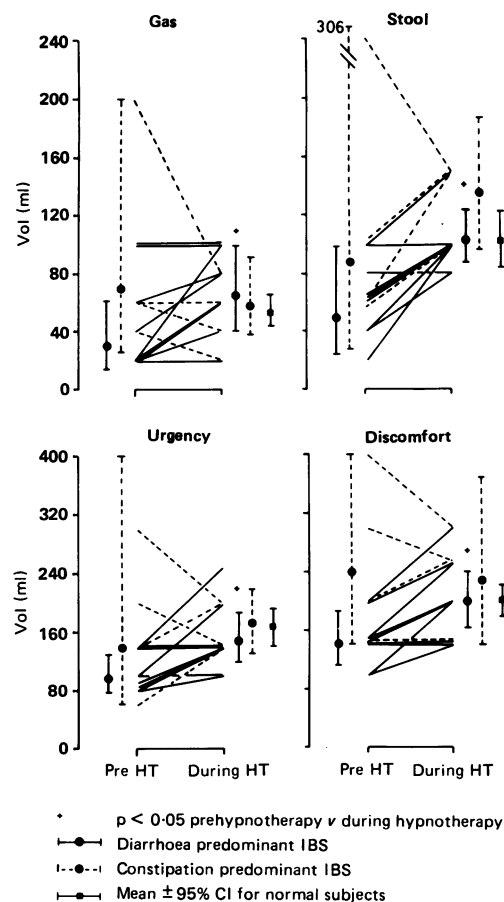 Gas
Stool
306
240
200
160
120
80
40
0
Vol (ml)
Urgency
Discomfort
400
320
240
160
80
0
Vol (ml)
Pre HT During HT Pre HT During HT
+ p < 0·05 prehypnotherapy v during hypnotherapy
Diarrhoea predominant IBS
Constipation predominant IBS
Mean ± 95% CI for normal subjects